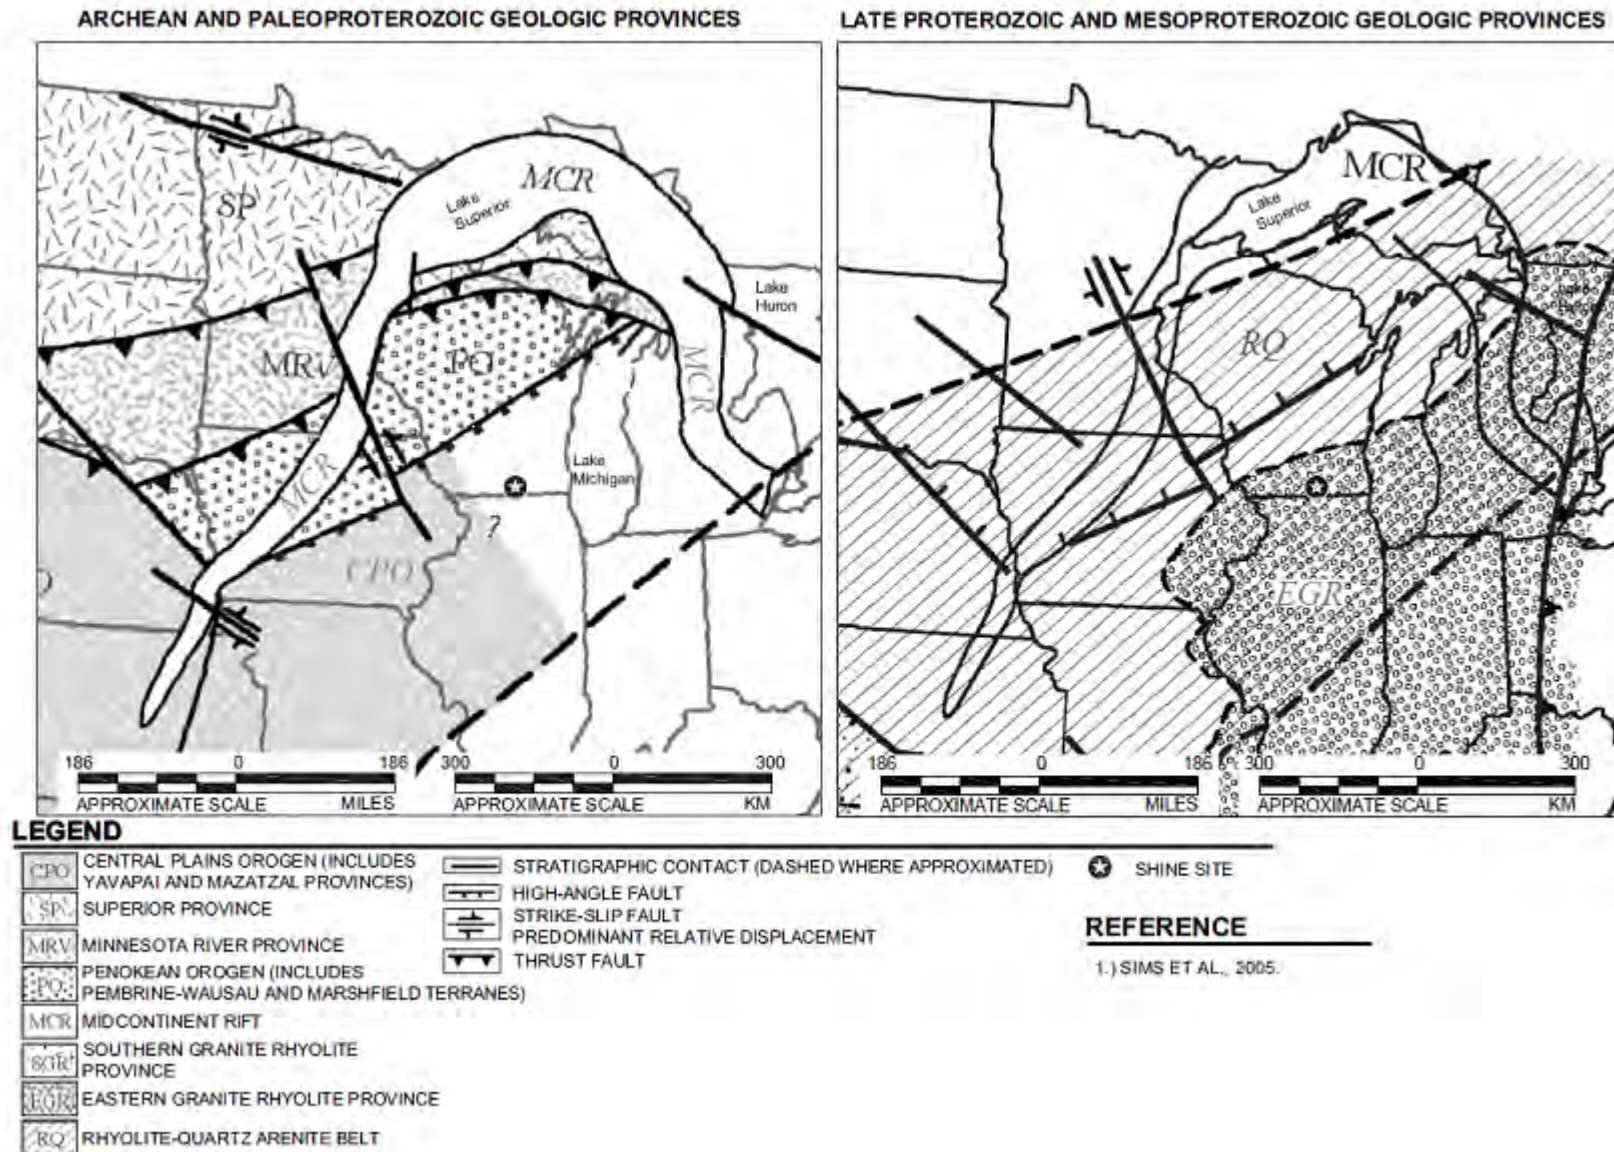 ARCHEAN AND PALEOPROTEROZOIC GEOLOGIC PROVINCES
MCR
SP
Lake
Superior
Lake
Huron
MRV
PO
MCR
MCR
Lake
Michigan
?
CPO
186 0 186 300 0 300
APPROXIMATE SCALE MILES APPROXIMATE SCALE KM
LATE PROTEROZOIC AND MESOPROTEROZOIC GEOLOGIC PROVINCES
MCR
Lake
Superior
RQ
EGR
186 0 186 300 0 300
APPROXIMATE SCALE MILES APPROXIMATE SCALE KM
LEGEND
CPO CENTRAL PLAINS OROGEN (INCLUDES
YAVAPAI AND MAZATZAL PROVINCES)
SP SUPERIOR PROVINCE
MRV MINNESOTA RIVER PROVINCE
PO PENOKEAN OROGEN (INCLUDES
PEMBRINE-WAUSAU AND MARSHFIELD TERRANES)
MCR MIDCONTINENT RIFT
SGR SOUTHERN GRANITE RHYOLITE
PROVINCE
EGR EASTERN GRANITE RHYOLITE PROVINCE
RQ RHYOLITE-QUARTZ ARENITE BELT
STRATIGRAPHIC CONTACT (DASHED WHERE APPROXIMATED)
HIGH-ANGLE FAULT
STRIKE-SLIP FAULT
PREDOMINANT RELATIVE DISPLACEMENT
THRUST FAULT
SHINE SITE
REFERENCE
1.) SIMS ET AL., 2005.